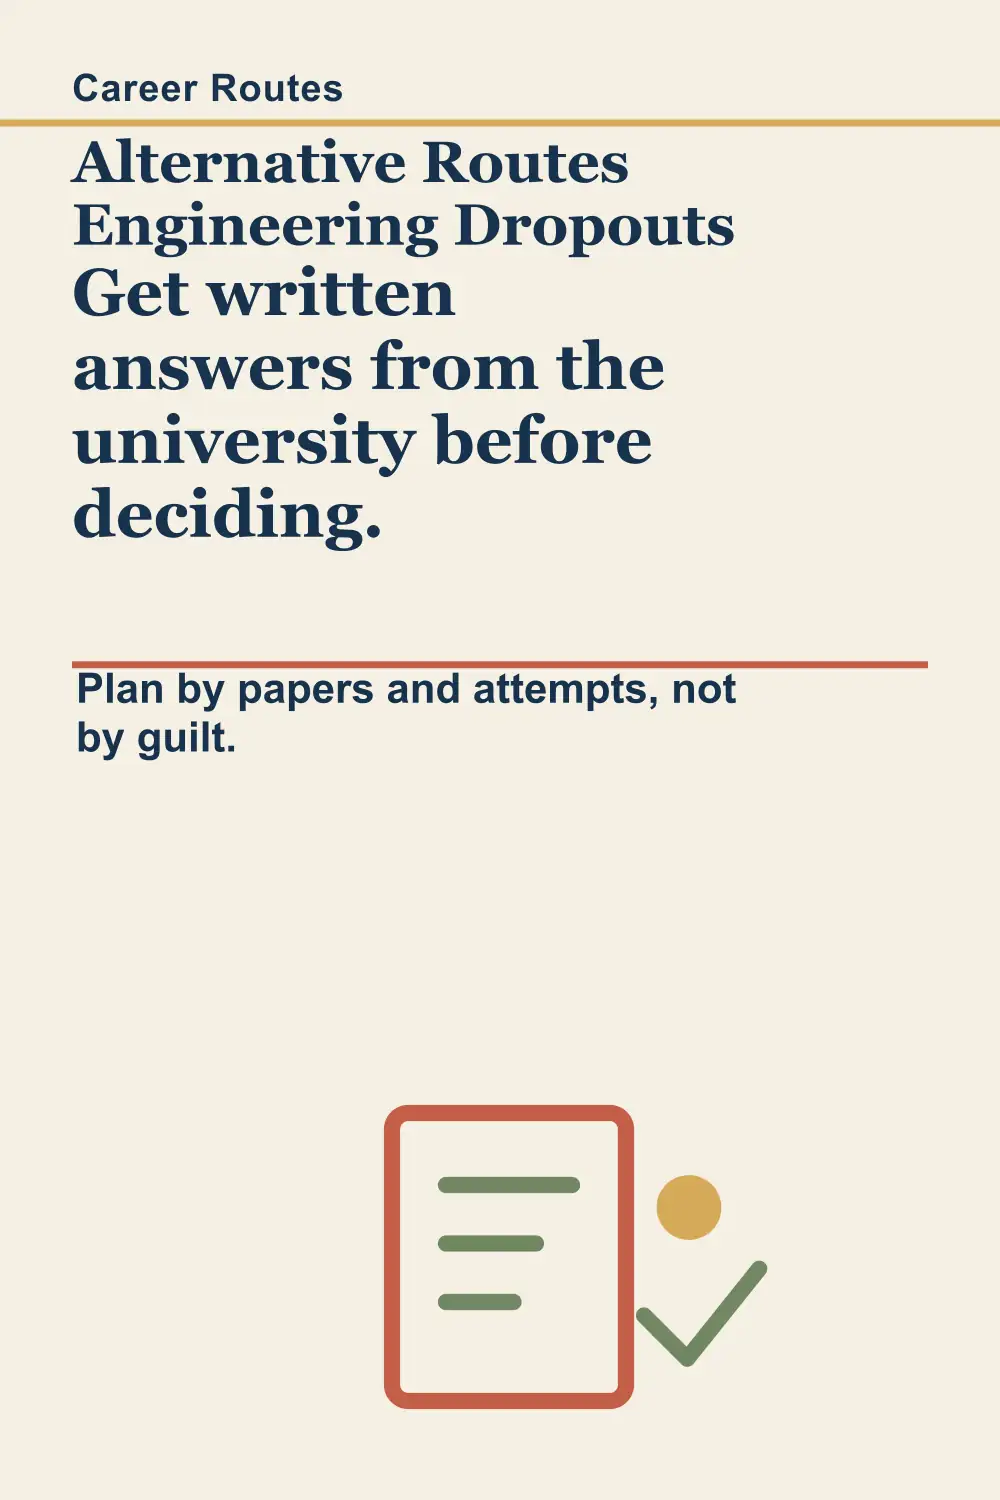 Career Routes
Alternative Routes
Engineering Dropouts
Get written
answers from the
university before
deciding.
Plan by papers and attempts, not
by guilt.